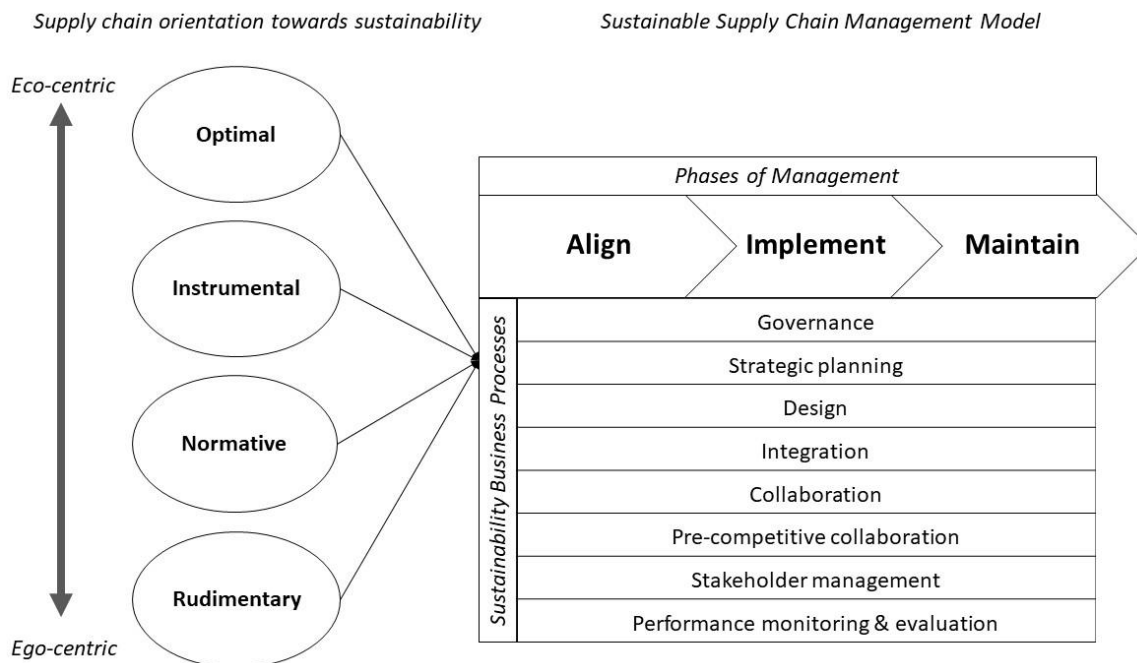 Supply chain orientation towards sustainability
Sustainable Supply Chain Management Model
Eco-centric
Optimal
Instrumental
Normative
Rudimentary
Ego-centric
Phases of Management
Align
Implement
Maintain
Sustainability Business Processes
Governance
Strategic planning
Design
Integration
Collaboration
Pre-competitive collaboration
Stakeholder management
Performance monitoring & evaluation